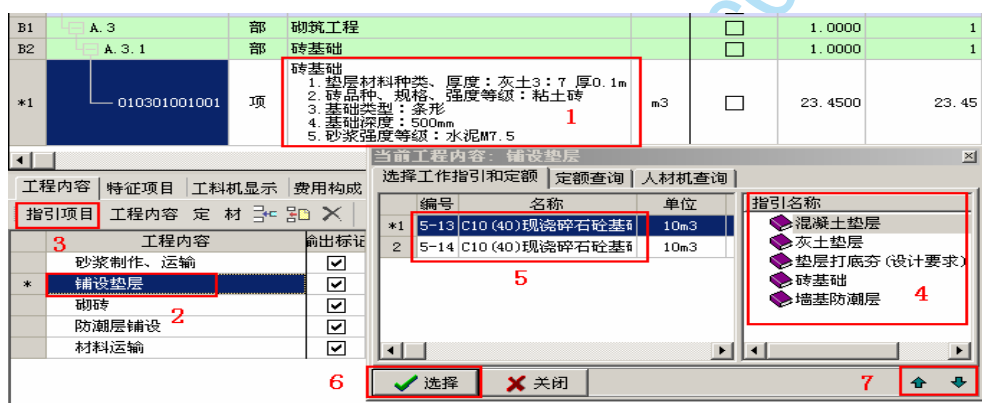 B1 A.3 部 砌筑工程 1.0000 1
B2 A.3.1 部 砖基础 1.0000 1
*1 010301001001 项 m3 23.4500 23.45
砖基础
1.垫层材料种类、厚度：灰土3：7 厚0.1m
2.砖品种、规格、强度等级：粘土砖
3.基础类型：条形
4.基础深度：500mm
5.砂浆强度等级：水泥M7.5
1
工程内容 特征项目 工料机显示 费用构成
指引项目 工程内容 定 材
3
工程内容 输出标记
砂浆制作、运输
* 铺设垫层
砌砖
2
防潮层铺设
材料运输
当前工程内容：铺设垫层
选择工作指引和定额 定额查询 人材机查询
编号 名称 单位
*1 5-13 C10(40)现浇碎石砼基础 10m3
2 5-14 C10(40)现浇碎石砼基础 10m3
5
指引名称
混凝土垫层
灰土垫层
垫层打底夯(设计要求)
砖基础
墙基防潮层
4
6 选择 关闭 7